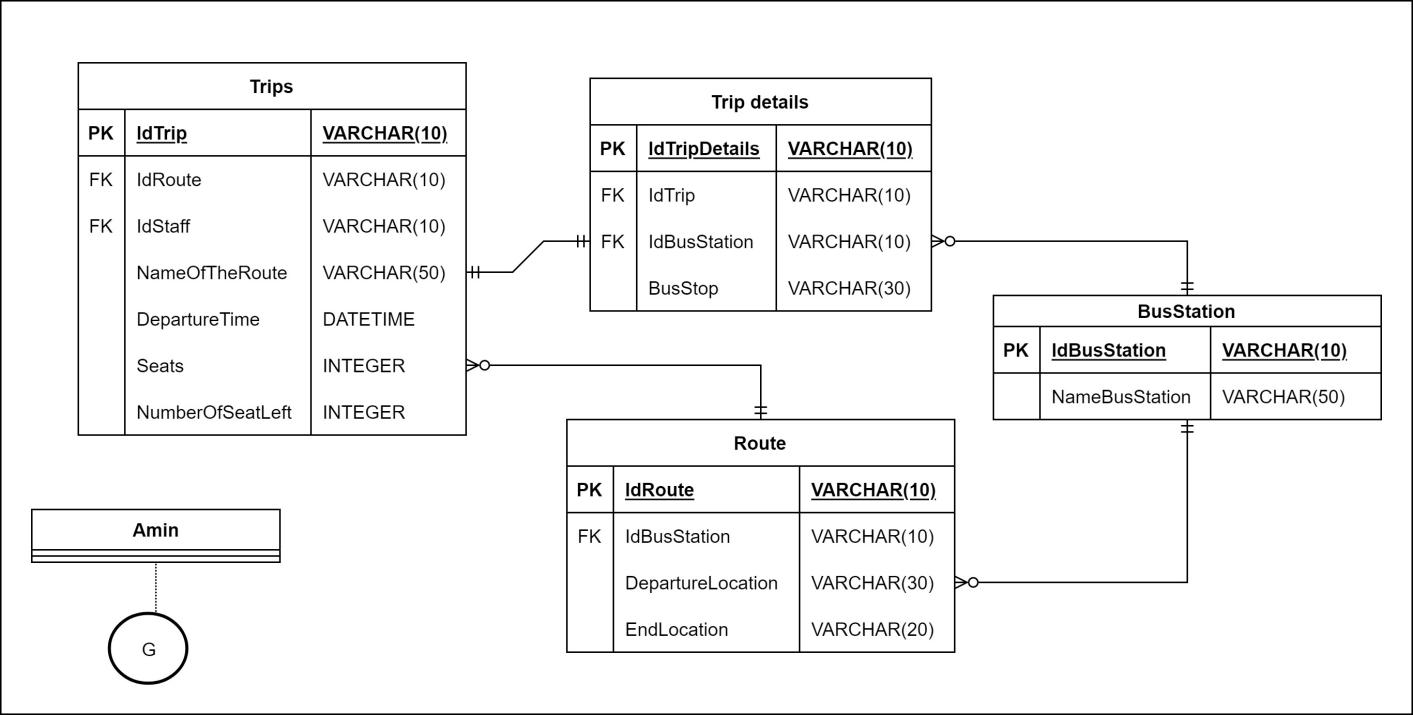 Trips
PK IdTrip VARCHAR(10)
FK IdRoute VARCHAR(10)
FK IdStaff VARCHAR(10)
NameOfTheRoute VARCHAR(50)
DepartureTime DATETIME
Seats INTEGER
NumberOfSeatLeft INTEGER
Trip details
PK IdTripDetails VARCHAR(10)
FK IdTrip VARCHAR(10)
FK IdBusStation VARCHAR(10)
BusStop VARCHAR(30)
BusStation
PK IdBusStation VARCHAR(10)
NameBusStation VARCHAR(50)
Route
PK IdRoute VARCHAR(10)
FK IdBusStation VARCHAR(10)
DepartureLocation VARCHAR(30)
EndLocation VARCHAR(20)
Amin
G